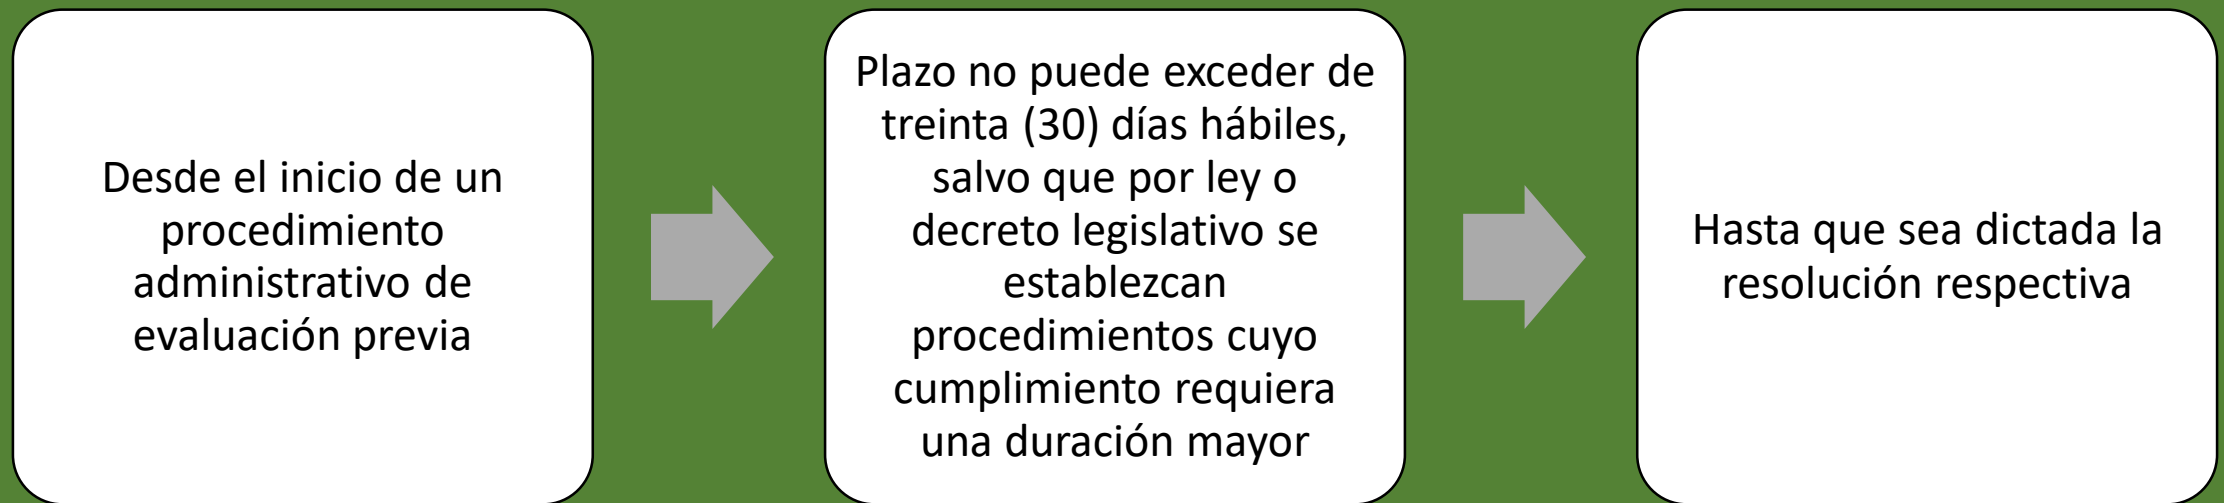 Desde el inicio de un
procedimiento
administrativo de
evaluación previa
Plazo no puede exceder de
treinta (30) días hábiles,
salvo que por ley o
decreto legislativo se
establezcan
procedimientos cuyo
cumplimiento requiera
una duración mayor
Hasta que sea dictada la
resolución respectiva